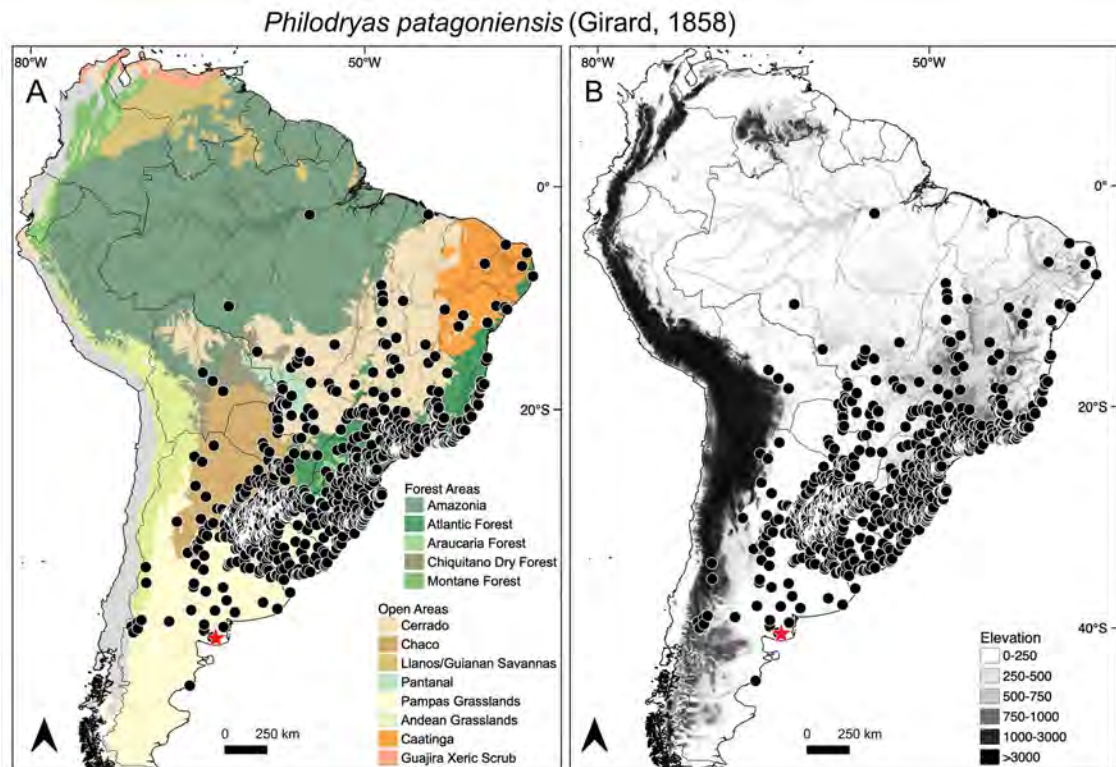 Philodryas patagoniensis (Girard, 1858)
80°W
50°W
80°W
50°W
A
B
0°
0°
20°S
20°S
40°S
40°S
Forest Areas
Amazonia
Atlantic Forest
Araucaria Forest
Chiquitano Dry Forest
Montane Forest
Open Areas
Cerrado
Chaco
Llanos/Guianan Savannas
Pantanal
Pampas Grasslands
Andean Grasslands
Caatinga
Guajira Xeric Scrub
0 250 km
Elevation
0-250
250-500
500-750
750-1000
1000-3000
>3000
0 250 km